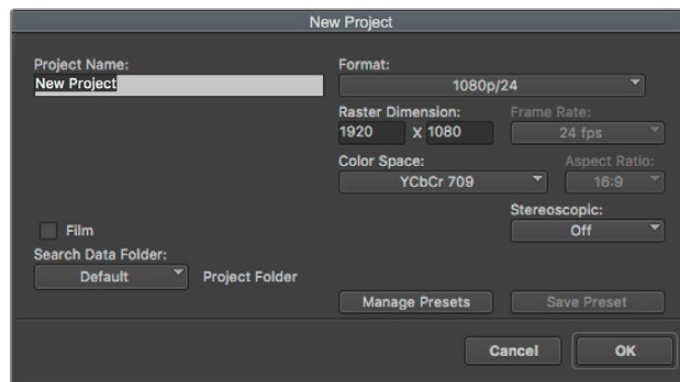 New Project
Project Name:
New Project
Film
Search Data Folder:
Default
Project Folder
Format:
1080p/24
Raster Dimension:
1920 X 1080
Frame Rate:
24 fps
Color Space:
YCbCr 709
Aspect Ratio:
16:9
Stereoscopic:
Off
Manage Presets
Save Preset
Cancel
OK